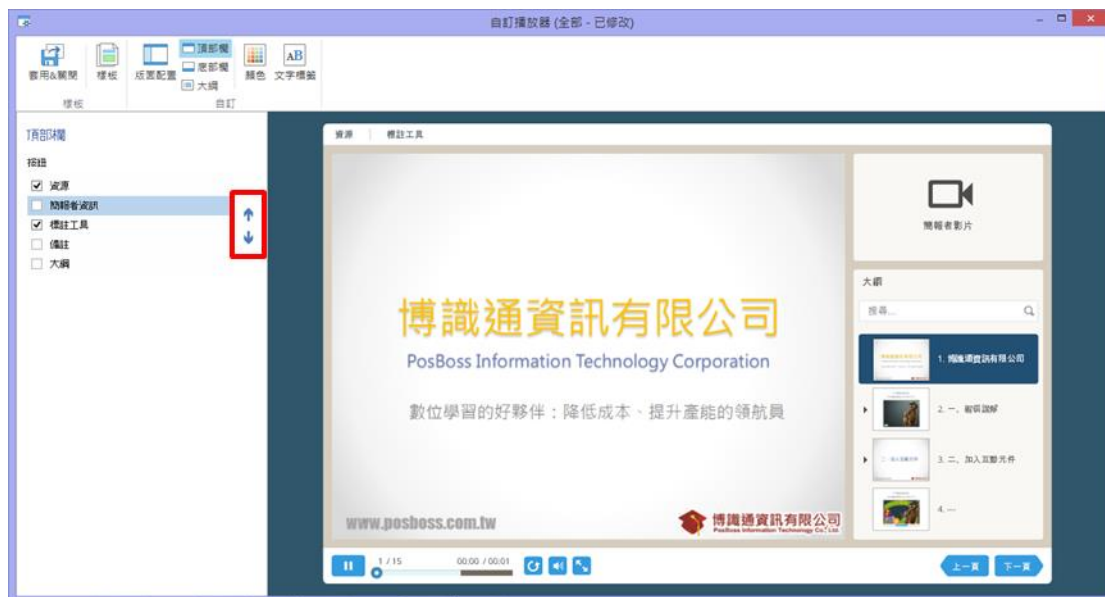 自訂播放器 (全部 - 已修改)
套用&關閉
樣板
版面配置
頂部欄
底部欄
大綱
顏色
文字標籤
樣板
自訂
頂部欄
按鈕
資源
簡報者資訊
標註工具
備註
大綱
資源
標註工具
博識通資訊有限公司
PosBoss Information Technology Corporation
數位學習的好夥伴：降低成本、提升產能的領航員
www.posboss.com.tw
博識通資訊有限公司
PosBoss Information Technology Co., Ltd.
簡報者影片
大綱
搜尋...
1. 博識通資訊有限公司
3. 二、加入互動元件
4. ---
1 / 15
00:00 / 00:01
上一頁
下一頁